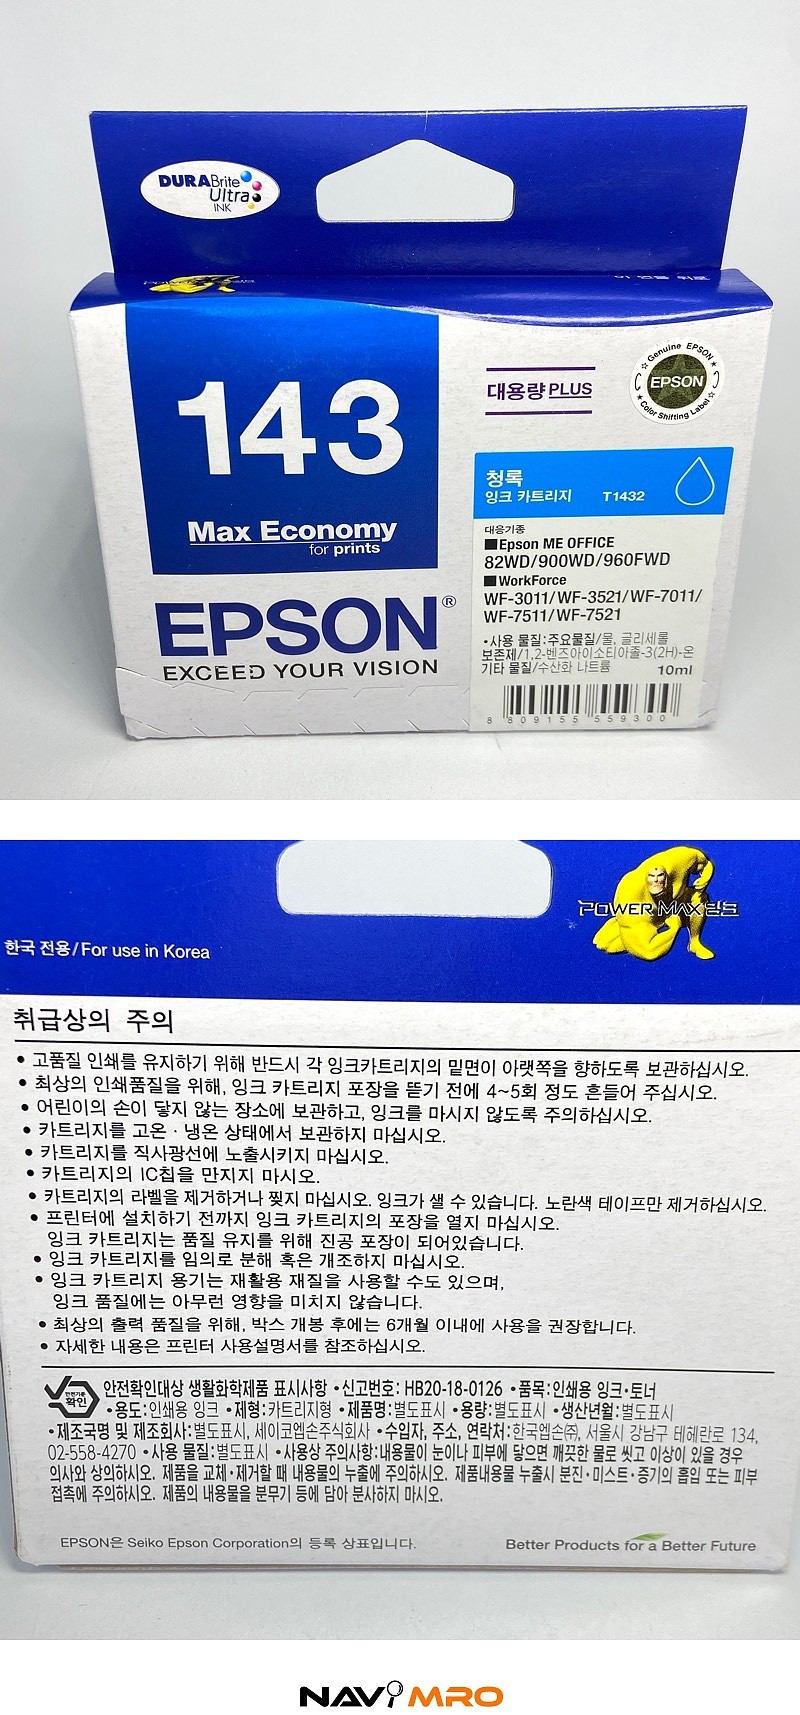 DURABrite
Ultra
INK
143
Max Economy
for prints
EPSON®
EXCEED YOUR VISION
대용량 PLUS
Genuine EPSON
EPSON
Color Shifting Label
청록
잉크 카트리지 T1432
대응기종
■Epson ME OFFICE
82WD/900WD/960FWD
■WorkForce
WF-3011/WF-3521/WF-7011/
WF-7511/WF-7521
•사용 물질:주요물질/물, 글리세롤
보존제/1,2-벤즈아이소티아졸-3(2H)-온
기타 물질/수산화 나트륨 10ml
8 809155 559300
POWER MAX잉크
한국 전용/For use in Korea
취급상의 주의
• 고품질 인쇄를 유지하기 위해 반드시 각 잉크카트리지의 밑면이 아랫쪽을 향하도록 보관하십시오.
• 최상의 인쇄품질을 위해, 잉크 카트리지 포장을 뜯기 전에 4~5회 정도 흔들어 주십시오.
• 어린이의 손이 닿지 않는 장소에 보관하고, 잉크를 마시지 않도록 주의하십시오.
• 카트리지를 고온 · 냉온 상태에서 보관하지 마십시오.
• 카트리지를 직사광선에 노출시키지 마십시오.
• 카트리지의 IC칩을 만지지 마시오.
• 카트리지의 라벨을 제거하거나 찢지 마십시오. 잉크가 샐 수 있습니다. 노란색 테이프만 제거하십시오.
• 프린터에 설치하기 전까지 잉크 카트리지의 포장을 열지 마십시오.
잉크 카트리지는 품질 유지를 위해 진공 포장이 되어있습니다.
• 잉크 카트리지를 임의로 분해 혹은 개조하지 마십시오.
• 잉크 카트리지 용기는 재활용 재질을 사용할 수도 있으며,
잉크 품질에는 아무런 영향을 미치지 않습니다.
• 최상의 출력 품질을 위해, 박스 개봉 후에는 6개월 이내에 사용을 권장합니다.
• 자세한 내용은 프린터 사용설명서를 참조하십시오.
안전기준
확인
안전확인대상 생활화학제품 표시사항 •신고번호: HB20-18-0126 •품목:인쇄용 잉크·토너
•용도:인쇄용 잉크 •제형:카트리지형 •제품명:별도표시 •용량:별도표시 •생산년월:별도표시
•제조국명 및 제조회사:별도표시, 세이코엡손주식회사 •수입자, 주소, 연락처:한국엡손㈜, 서울시 강남구 테헤란로 134,
02-558-4270 •사용 물질:별도표시 •사용상 주의사항:내용물이 눈이나 피부에 닿으면 깨끗한 물로 씻고 이상이 있을 경우
의사와 상의하시오. 제품을 교체·제거할 때 내용물의 누출에 주의하시오. 제품내용물 누출시 분진·미스트·증기의 흡입 또는 피부
접촉에 주의하시오. 제품의 내용물을 분무기 등에 담아 분사하지 마시오.
EPSON은 Seiko Epson Corporation의 등록 상표입니다.
Better Products for a Better Future
NAVI MRO